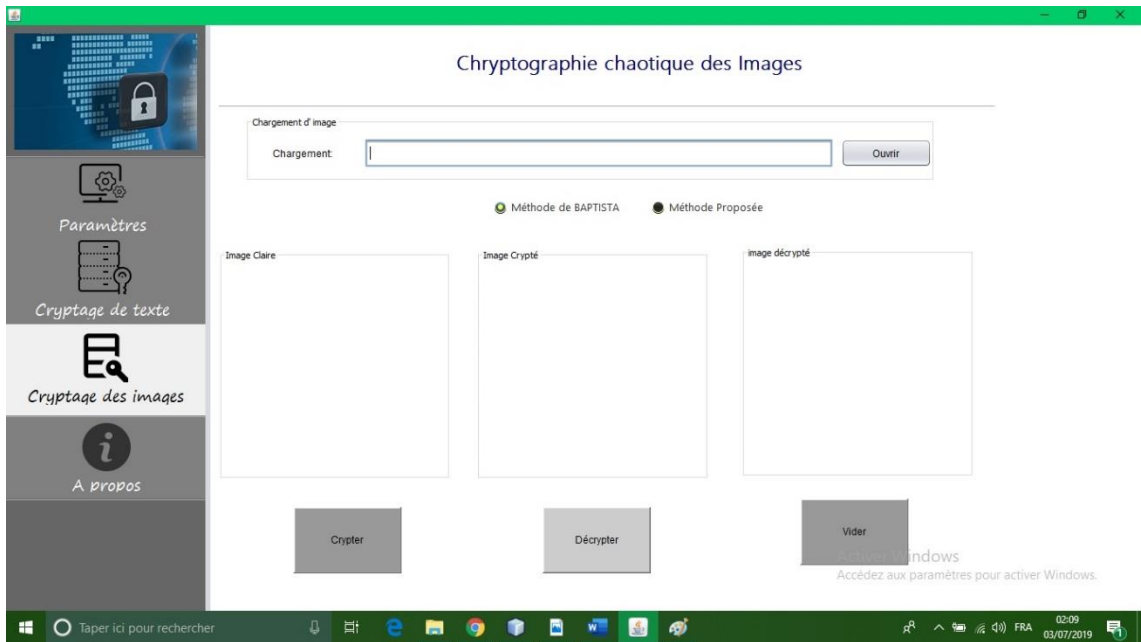 Chryptographie chaotique des Images
Chargement d' image
Chargement:
Ouvrir
Méthode de BAPTISTA
Méthode Proposée
Paramètres
Cryptage de texte
Cryptage des images
A propos
Image Claire
Image Crypté
image décrypté
Crypter
Décrypter
Vider
Activer Windows
Accédez aux paramètres pour activer Windows.
Taper ici pour rechercher
FRA
02:09
03/07/2019
1